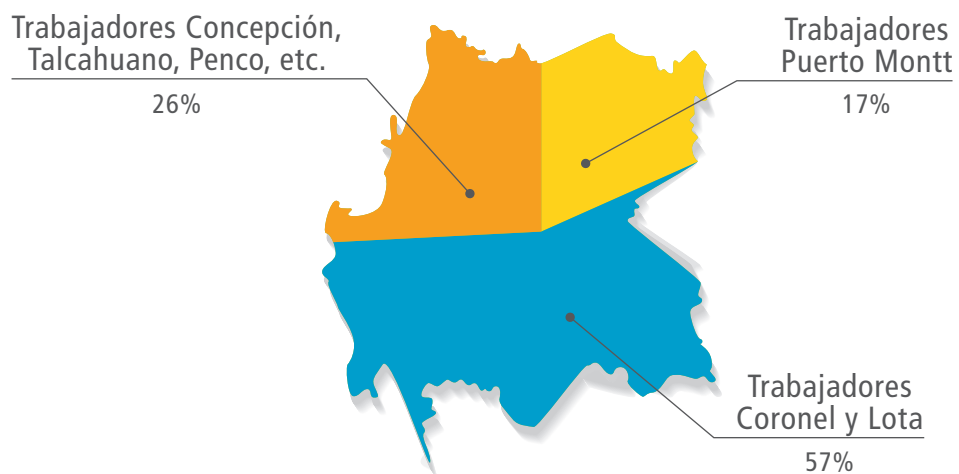 Trabajadores Concepción,
Talcahuano, Penco, etc.
26%
Trabajadores
Puerto Montt
17%
Trabajadores
Coronel y Lota
57%